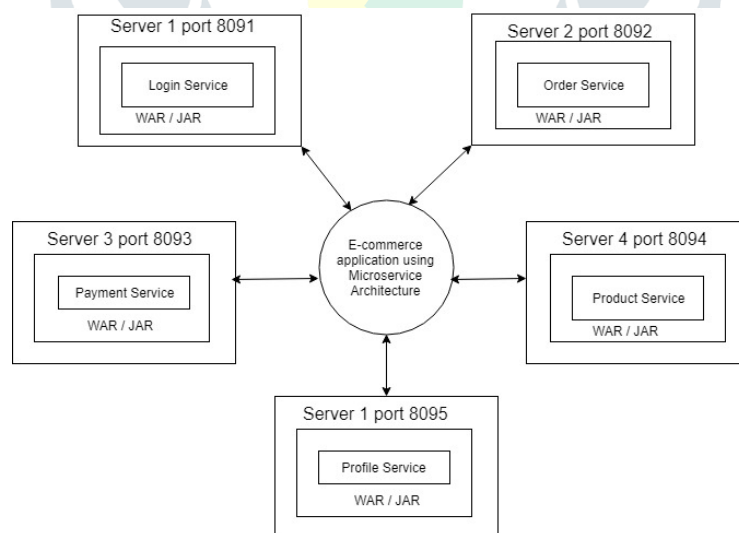 Server 1 port 8091
Login Service
WAR / JAR
Server 2 port 8092
Order Service
WAR / JAR
Server 3 port 8093
Payment Service
WAR / JAR
E-commerce
application using
Microservice
Architecture
Server 4 port 8094
Product Service
WAR / JAR
Server 1 port 8095
Profile Service
WAR / JAR